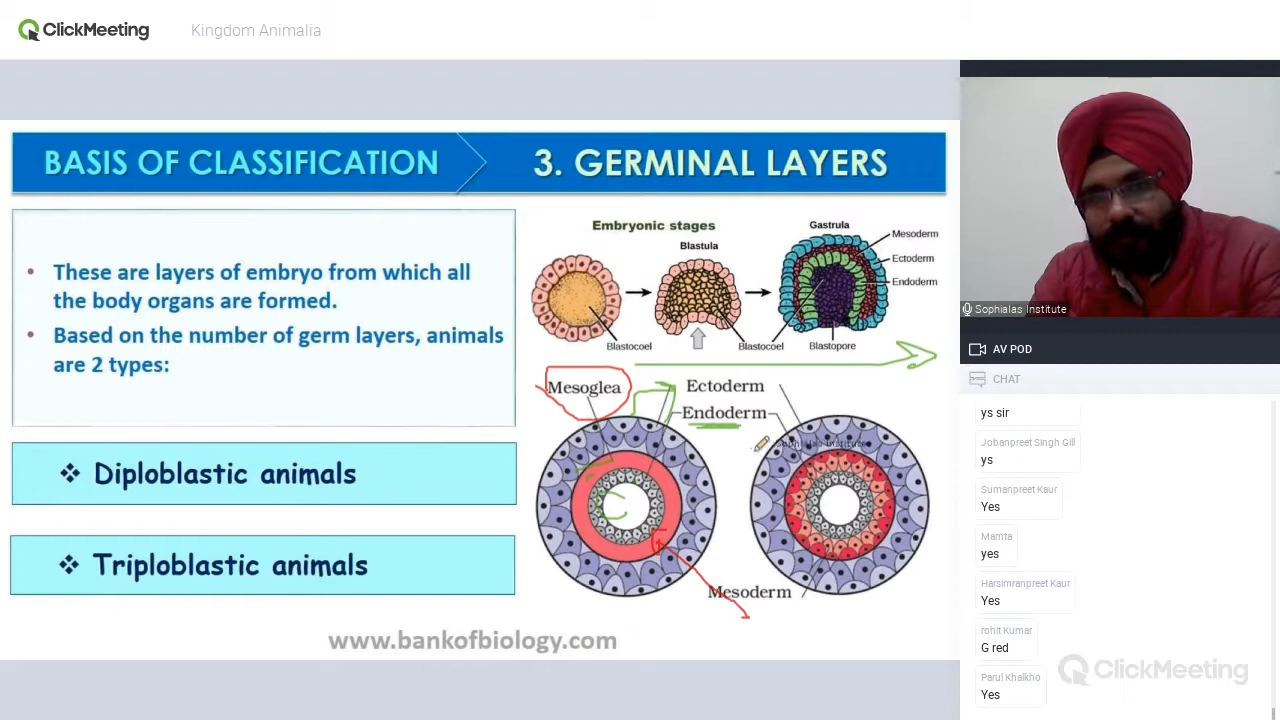 ClickMeeting
Kingdom Animalia
BASIS OF CLASSIFICATION
3. GERMINAL LAYERS
• These are layers of embryo from which all
the body organs are formed.
• Based on the number of germ layers, animals
are 2 types:
❖ Diploblastic animals
❖ Triploblastic animals
Embryonic stages
Blastula
Gastrula
Mesoderm
Ectoderm
Endoderm
Blastocoel
Blastocoel
Blastopore
Mesoglea
Ectoderm
Endoderm
Sophialas Institute
Mesoderm
www.bankofbiology.com
Sophialas Institute
AV POD
CHAT
ys sir
Jobanpreet Singh Gill
ys
Sumanpreet Kaur
Yes
Mamta
yes
Harsimranpreet Kaur
Yes
rohit Kumar
G red
Parul Khalkho
Yes
ClickMeeting